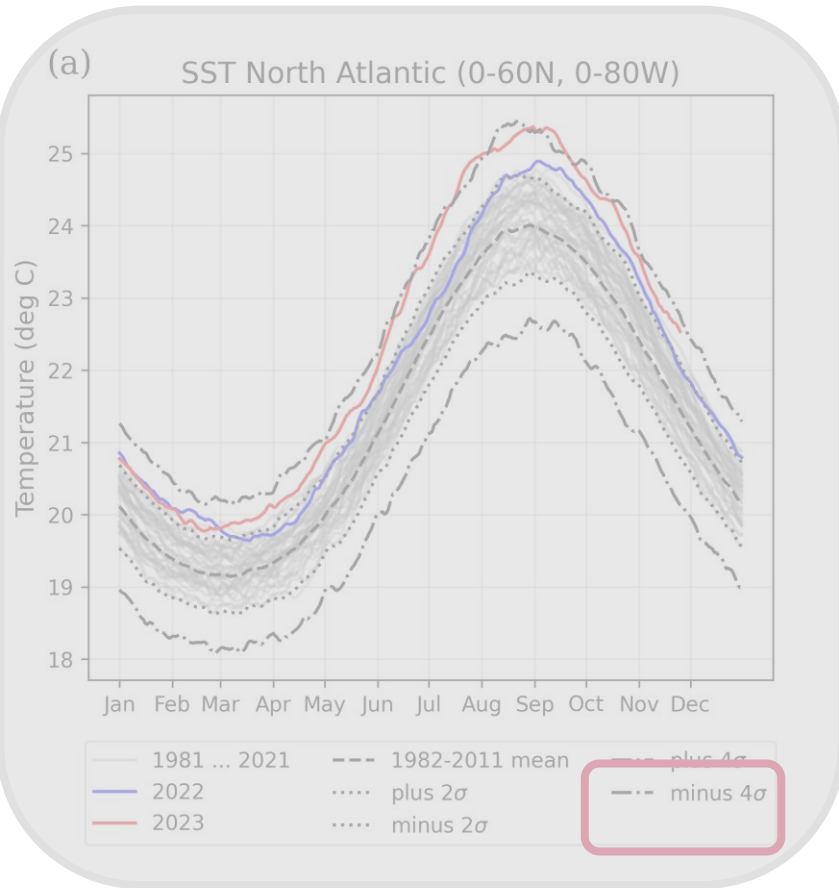 (a)
SST North Atlantic (0-60N, 0-80W)
Temperature (deg C)
25
24
23
22
21
20
19
18
Jan Feb Mar Apr May Jun Jul Aug Sep Oct Nov Dec
1981 ... 2021 1982-2011 mean plus 4σ
2022 plus 2σ minus 4σ
2023 minus 2σ